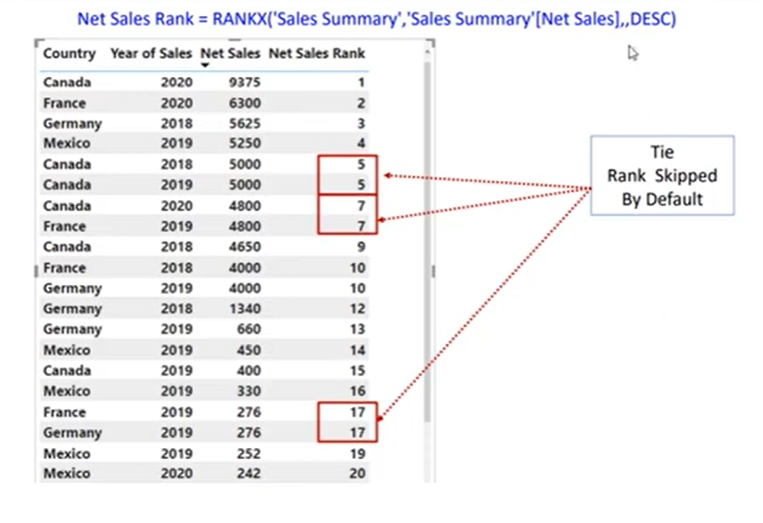 Net Sales Rank = RANKX('Sales Summary','Sales Summary'[Net Sales],,DESC)
Country Year of Sales Net Sales Net Sales Rank
Canada 2020 9375 1
France 2020 6300 2
Germany 2018 5625 3
Mexico 2019 5250 4
Canada 2018 5000 5
Canada 2019 5000 5
Canada 2020 4800 7
France 2019 4800 7
Canada 2018 4650 9
France 2018 4000 10
Germany 2019 4000 10
Germany 2018 1340 12
Germany 2019 660 13
Mexico 2019 450 14
Canada 2019 400 15
Mexico 2019 330 16
France 2019 276 17
Germany 2019 276 17
Mexico 2019 252 19
Mexico 2020 242 20
Tie
Rank Skipped
By Default